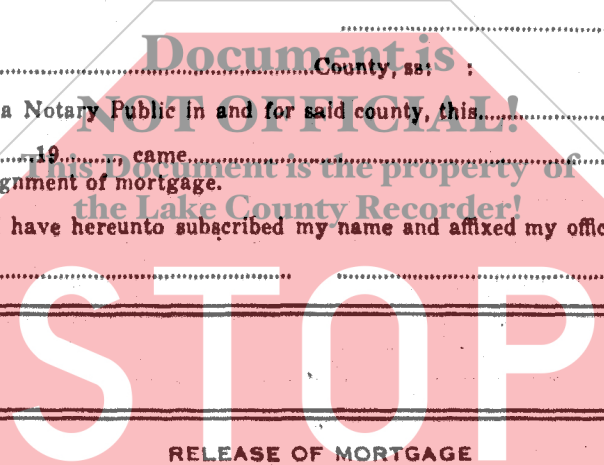 Document is
County, ss:
NOT OFFICIAL!
a Notary Public in and for said county, this
19........, came
This Document is the property of
gnment of mortgage.
the Lake County Recorder!
have hereunto subscribed my name and affixed my offic
STOP
RELEASE OF MORTGAGE